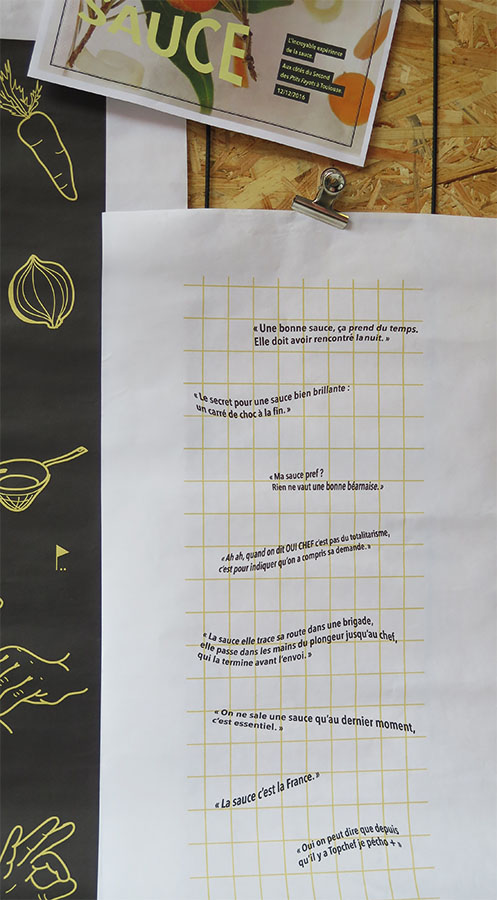 SAUCE
L'incroyable expérience
de la sauce
Aux côtés du Second
des Ptits Fayots à Toulouse
12/12/2016
« Une bonne sauce, ça prend du temps.
Elle doit avoir rencontré la nuit. »
« Le secret pour une sauce bien brillante :
un carré de choc à la fin. »
« Ma sauce pref ?
Rien ne vaut une bonne béarnaise. »
« Ah ah, quand on dit OUI CHEF c'est pas du totalitarisme,
c'est pour indiquer qu'on a compris sa demande. »
« La sauce elle trace sa route dans une brigade,
elle passe dans les mains du plongeur jusqu'au chef,
qui la termine avant l'envoi. »
« On ne sale une sauce qu'au dernier moment,
c'est essentiel. »
« La sauce c'est la France. »
« Oui on peut dire que depuis
qu'il y a Topchef je pécho + »